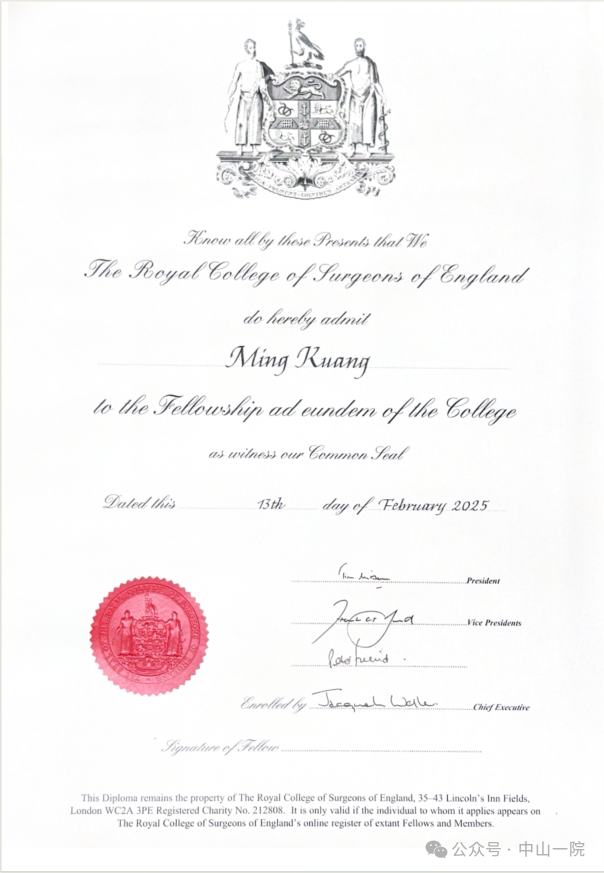 Know all by these Presents that We
The Royal College of Surgeons of England
do hereby admit
Ming Kuang
to the Fellowship ad eundem of the College
as witness our Common Seal
Dated this 13th day of February 2025
President
Vice Presidents
Enrolled by Chief Executive
Signature of Fellow
This Diploma remains the property of The Royal College of Surgeons of England, 35–43 Lincoln's Inn Fields,
London WC2A 3PE Registered Charity No. 212808. It is only valid if the individual to whom it applies appears on
The Royal College of Surgeons of England's online register of extant Fellows and Members.
公众号 · 中山一院